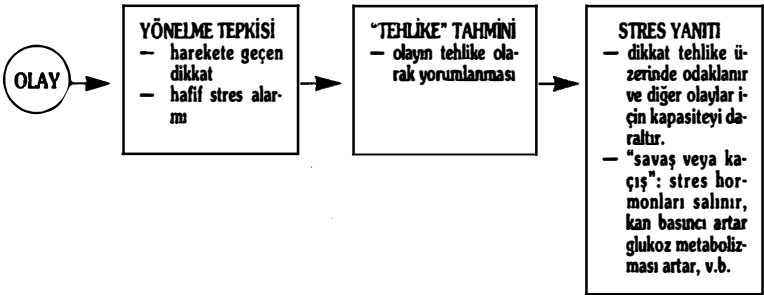 OLAY
YÖNELME TEPKİSİ
— harekete geçen
dikkat
— hafif stres alar-
mı
"TEHLİKE" TAHMİNİ
— olayın tehlike ola-
rak yorumlanması
STRES YANITI
— dikkat tehlike ü-
zerinde odaklanır
ve diğer olaylar i-
çin kapasiteyi da-
raltır.
— "savaş veya ka-
çış": stres hor-
monları salınır,
kan basıncı artar
glukoz metaboliz-
ması artar, v.b.